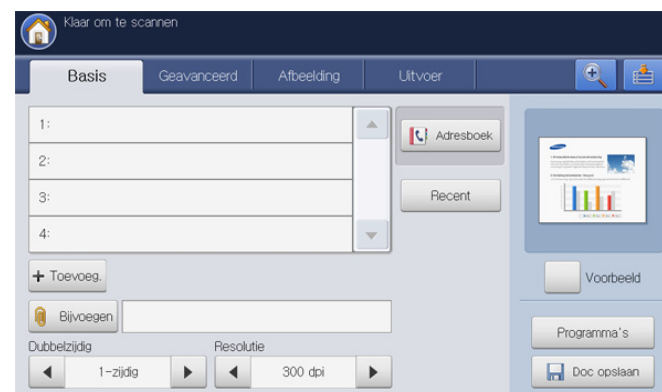 Klaar om te scannen
Basis
Geavanceerd
Afbeelding
Uitvoer
1:
2:
3:
4:
Adresboek
Recent
+ Toevoeg.
Bijvoegen
Dubbelzijdig
1-zijdig
Resolutie
300 dpi
Voorbeeld
Programma's
Doc opslaan